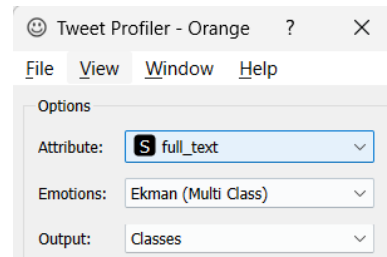 Tweet Profiler - Orange ?
File View Window Help
Options
Attribute: S full_text
Emotions: Ekman (Multi Class)
Output: Classes